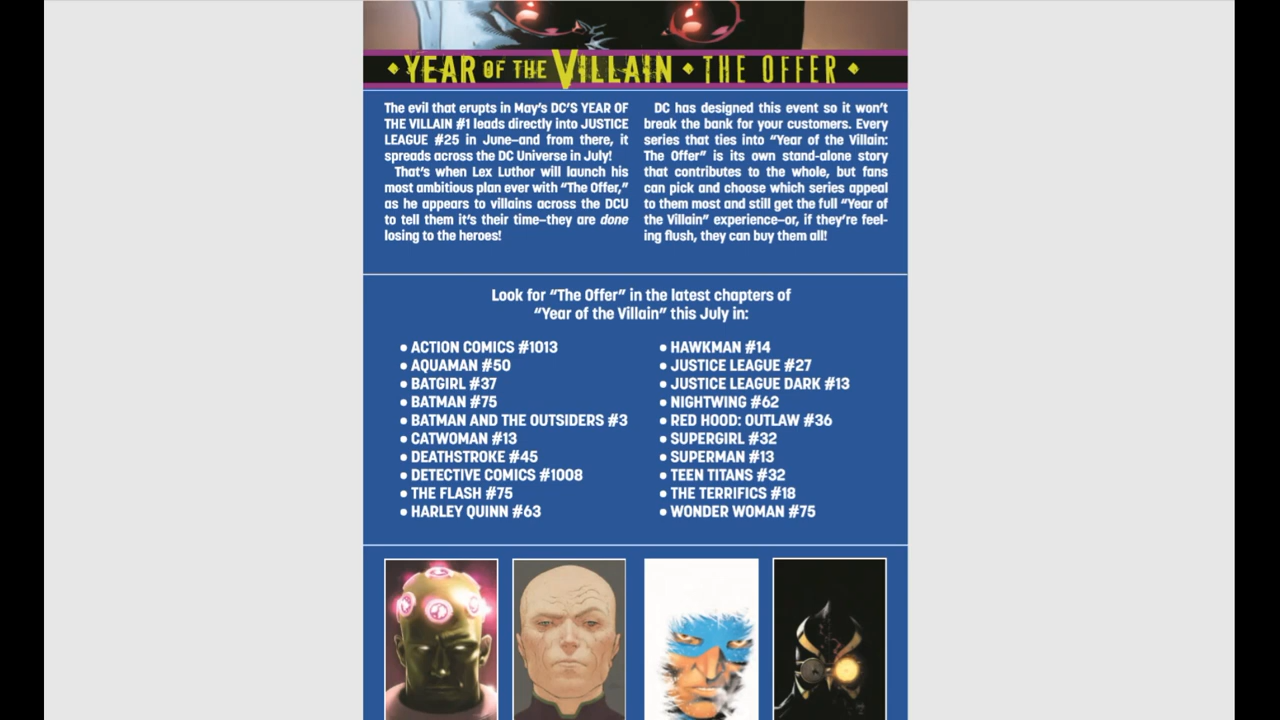 YEAR OF THE VILLAIN • THE OFFER
The evil that erupts in May's DC'S YEAR OF
THE VILLAIN #1 leads directly into JUSTICE
LEAGUE #25 in June—and from there, it
spreads across the DC Universe in July!
That's when Lex Luthor will launch his
most ambitious plan ever with “The Offer,”
as he appears to villains across the DCU
to tell them it's their time—they are done
losing to the heroes!
DC has designed this event so it won't
break the bank for your customers. Every
series that ties into “Year of the Villain:
The Offer” is its own stand-alone story
that contributes to the whole, but fans
can pick and choose which series appeal
to them most and still get the full “Year of
the Villain” experience—or, if they're feel-
ing flush, they can buy them all!
Look for “The Offer” in the latest chapters of
“Year of the Villain” this July in:
• ACTION COMICS #1013
• AQUAMAN #50
• BATGIRL #37
• BATMAN #75
• BATMAN AND THE OUTSIDERS #3
• CATWOMAN #13
• DEATHSTROKE #45
• DETECTIVE COMICS #1008
• THE FLASH #75
• HARLEY QUINN #63
• HAWKMAN #14
• JUSTICE LEAGUE #27
• JUSTICE LEAGUE DARK #13
• NIGHTWING #62
• RED HOOD: OUTLAW #36
• SUPERGIRL #32
• SUPERMAN #13
• TEEN TITANS #32
• THE TERRIFICS #18
• WONDER WOMAN #75